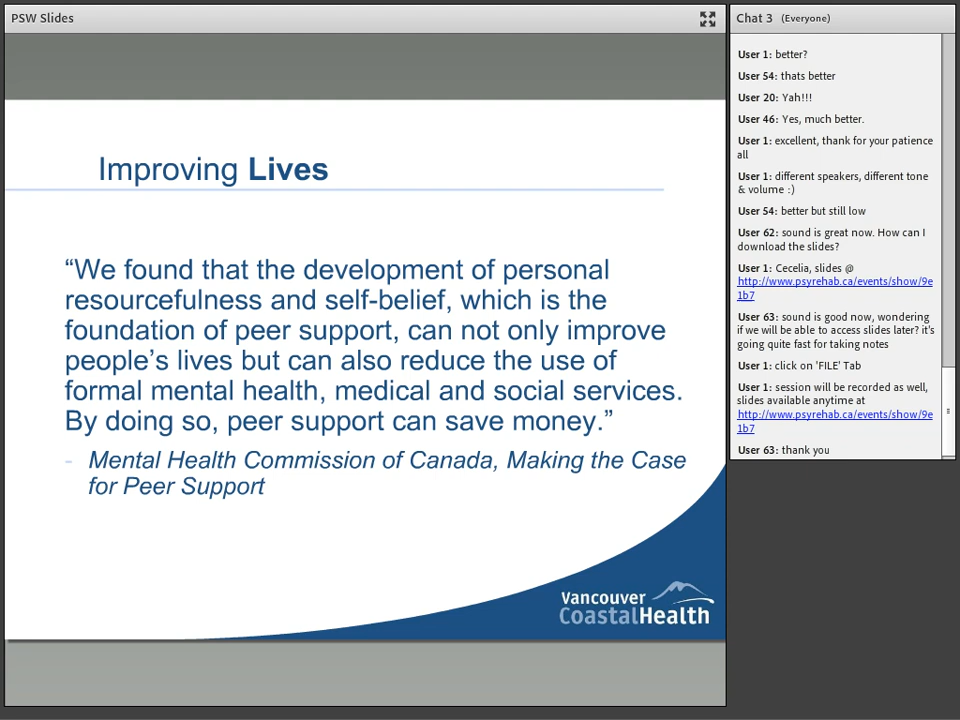 PSW Slides
Improving Lives
“We found that the development of personal
resourcefulness and self-belief, which is the
foundation of peer support, can not only improve
people’s lives but can also reduce the use of
formal mental health, medical and social services.
By doing so, peer support can save money.”
- Mental Health Commission of Canada, Making the Case
for Peer Support
Vancouver
CoastalHealth
Chat 3 (Everyone)
User 1: better?
User 54: thats better
User 20: Yah!!!
User 46: Yes, much better.
User 1: excellent, thank for your patience
all
User 1: different speakers, different tone
& volume :)
User 54: better but still low
User 62: sound is great now. How can I
download the slides?
User 1: Cecelia, slides @
http://www.psyrehab.ca/events/show/9e
1b7
User 63: sound is good now, wondering
if we will be able to access slides later? it's
going quite fast for taking notes
User 1: click on 'FILE' Tab
User 1: session will be recorded as well,
slides available anytime at
http://www.psyrehab.ca/events/show/9e
1b7
User 63: thank you